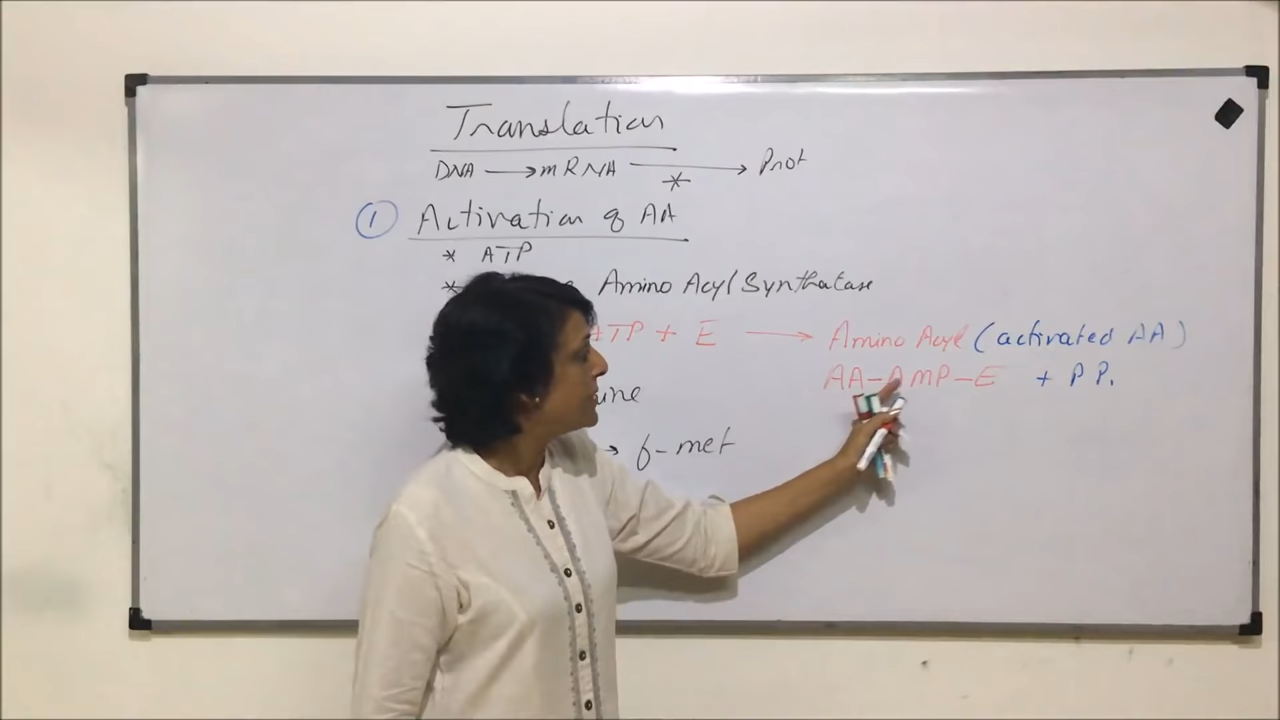 Translation
DNA → mRNA → Prot
*
① Activation of AA
* ATP
* Amino Acyl Synthatase
ATP + E → Amino Acyl (activated AA)
AA-AMP-E + PPi
→ f-met